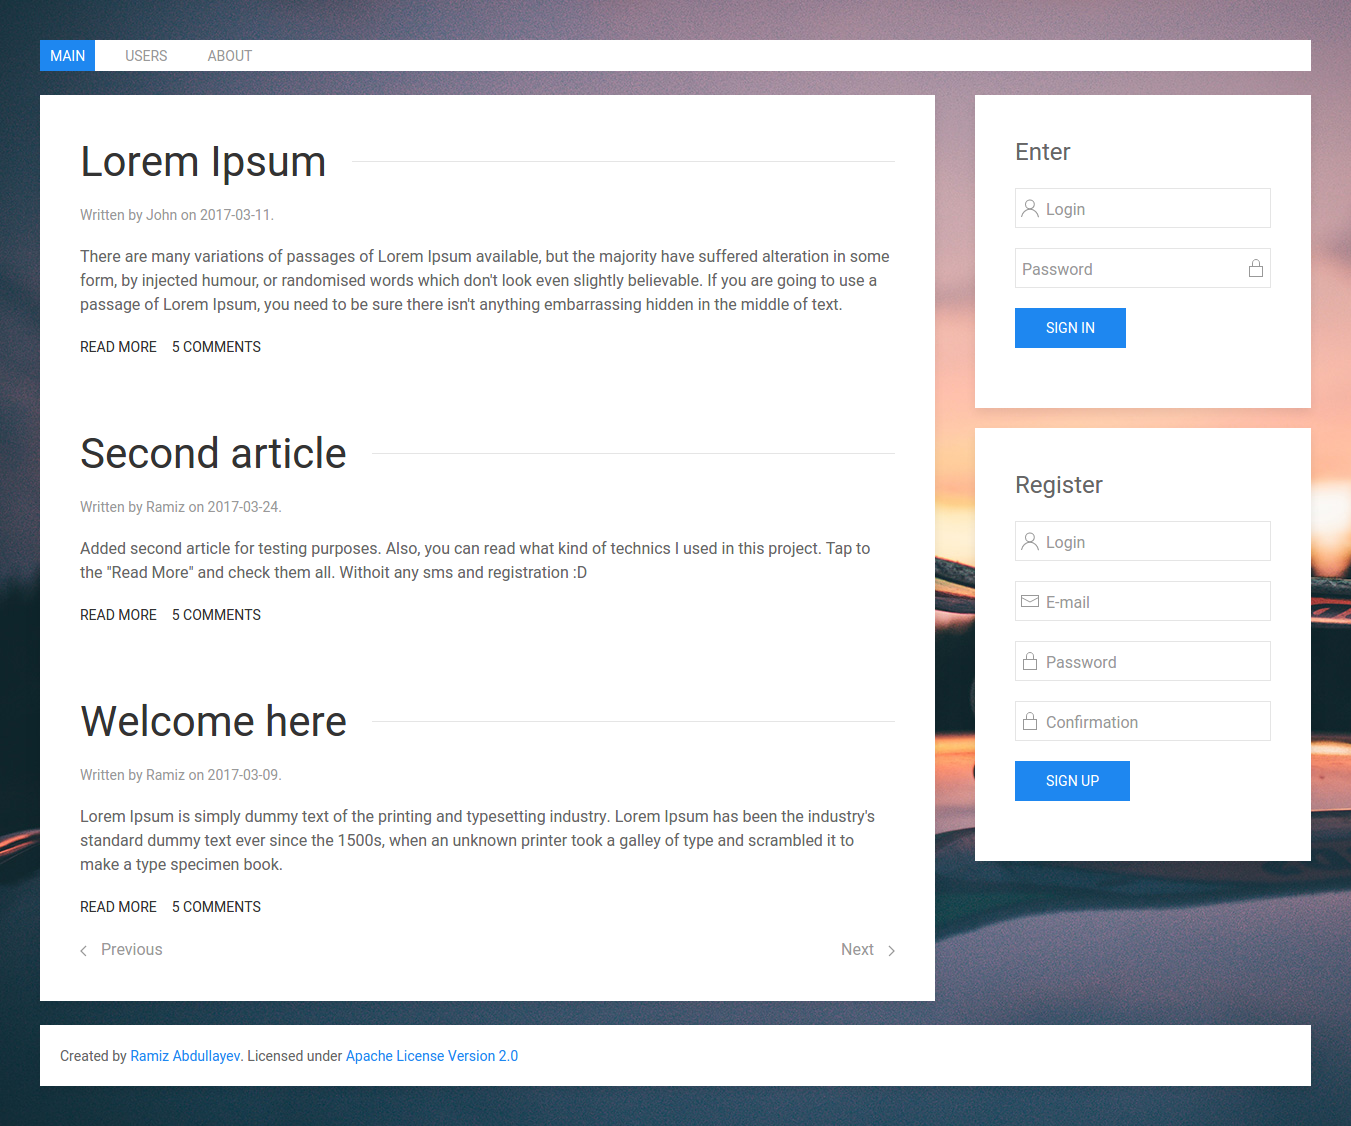 MAIN USERS ABOUT
Lorem Ipsum
Written by John on 2017-03-11.
There are many variations of passages of Lorem Ipsum available, but the majority have suffered alteration in some
form, by injected humour, or randomised words which don't look even slightly believable. If you are going to use a
passage of Lorem Ipsum, you need to be sure there isn't anything embarrassing hidden in the middle of text.
READ MORE 5 COMMENTS
Second article
Written by Ramiz on 2017-03-24.
Added second article for testing purposes. Also, you can read what kind of technics I used in this project. Tap to
the "Read More" and check them all. Withoit any sms and registration :D
READ MORE 5 COMMENTS
Welcome here
Written by Ramiz on 2017-03-09.
Lorem Ipsum is simply dummy text of the printing and typesetting industry. Lorem Ipsum has been the industry's
standard dummy text ever since the 1500s, when an unknown printer took a galley of type and scrambled it to
make a type specimen book.
READ MORE 5 COMMENTS
Previous Next
Enter
Login
Password
SIGN IN
Register
Login
E-mail
Password
Confirmation
SIGN UP
Created by Ramiz Abdullayev. Licensed under Apache License Version 2.0